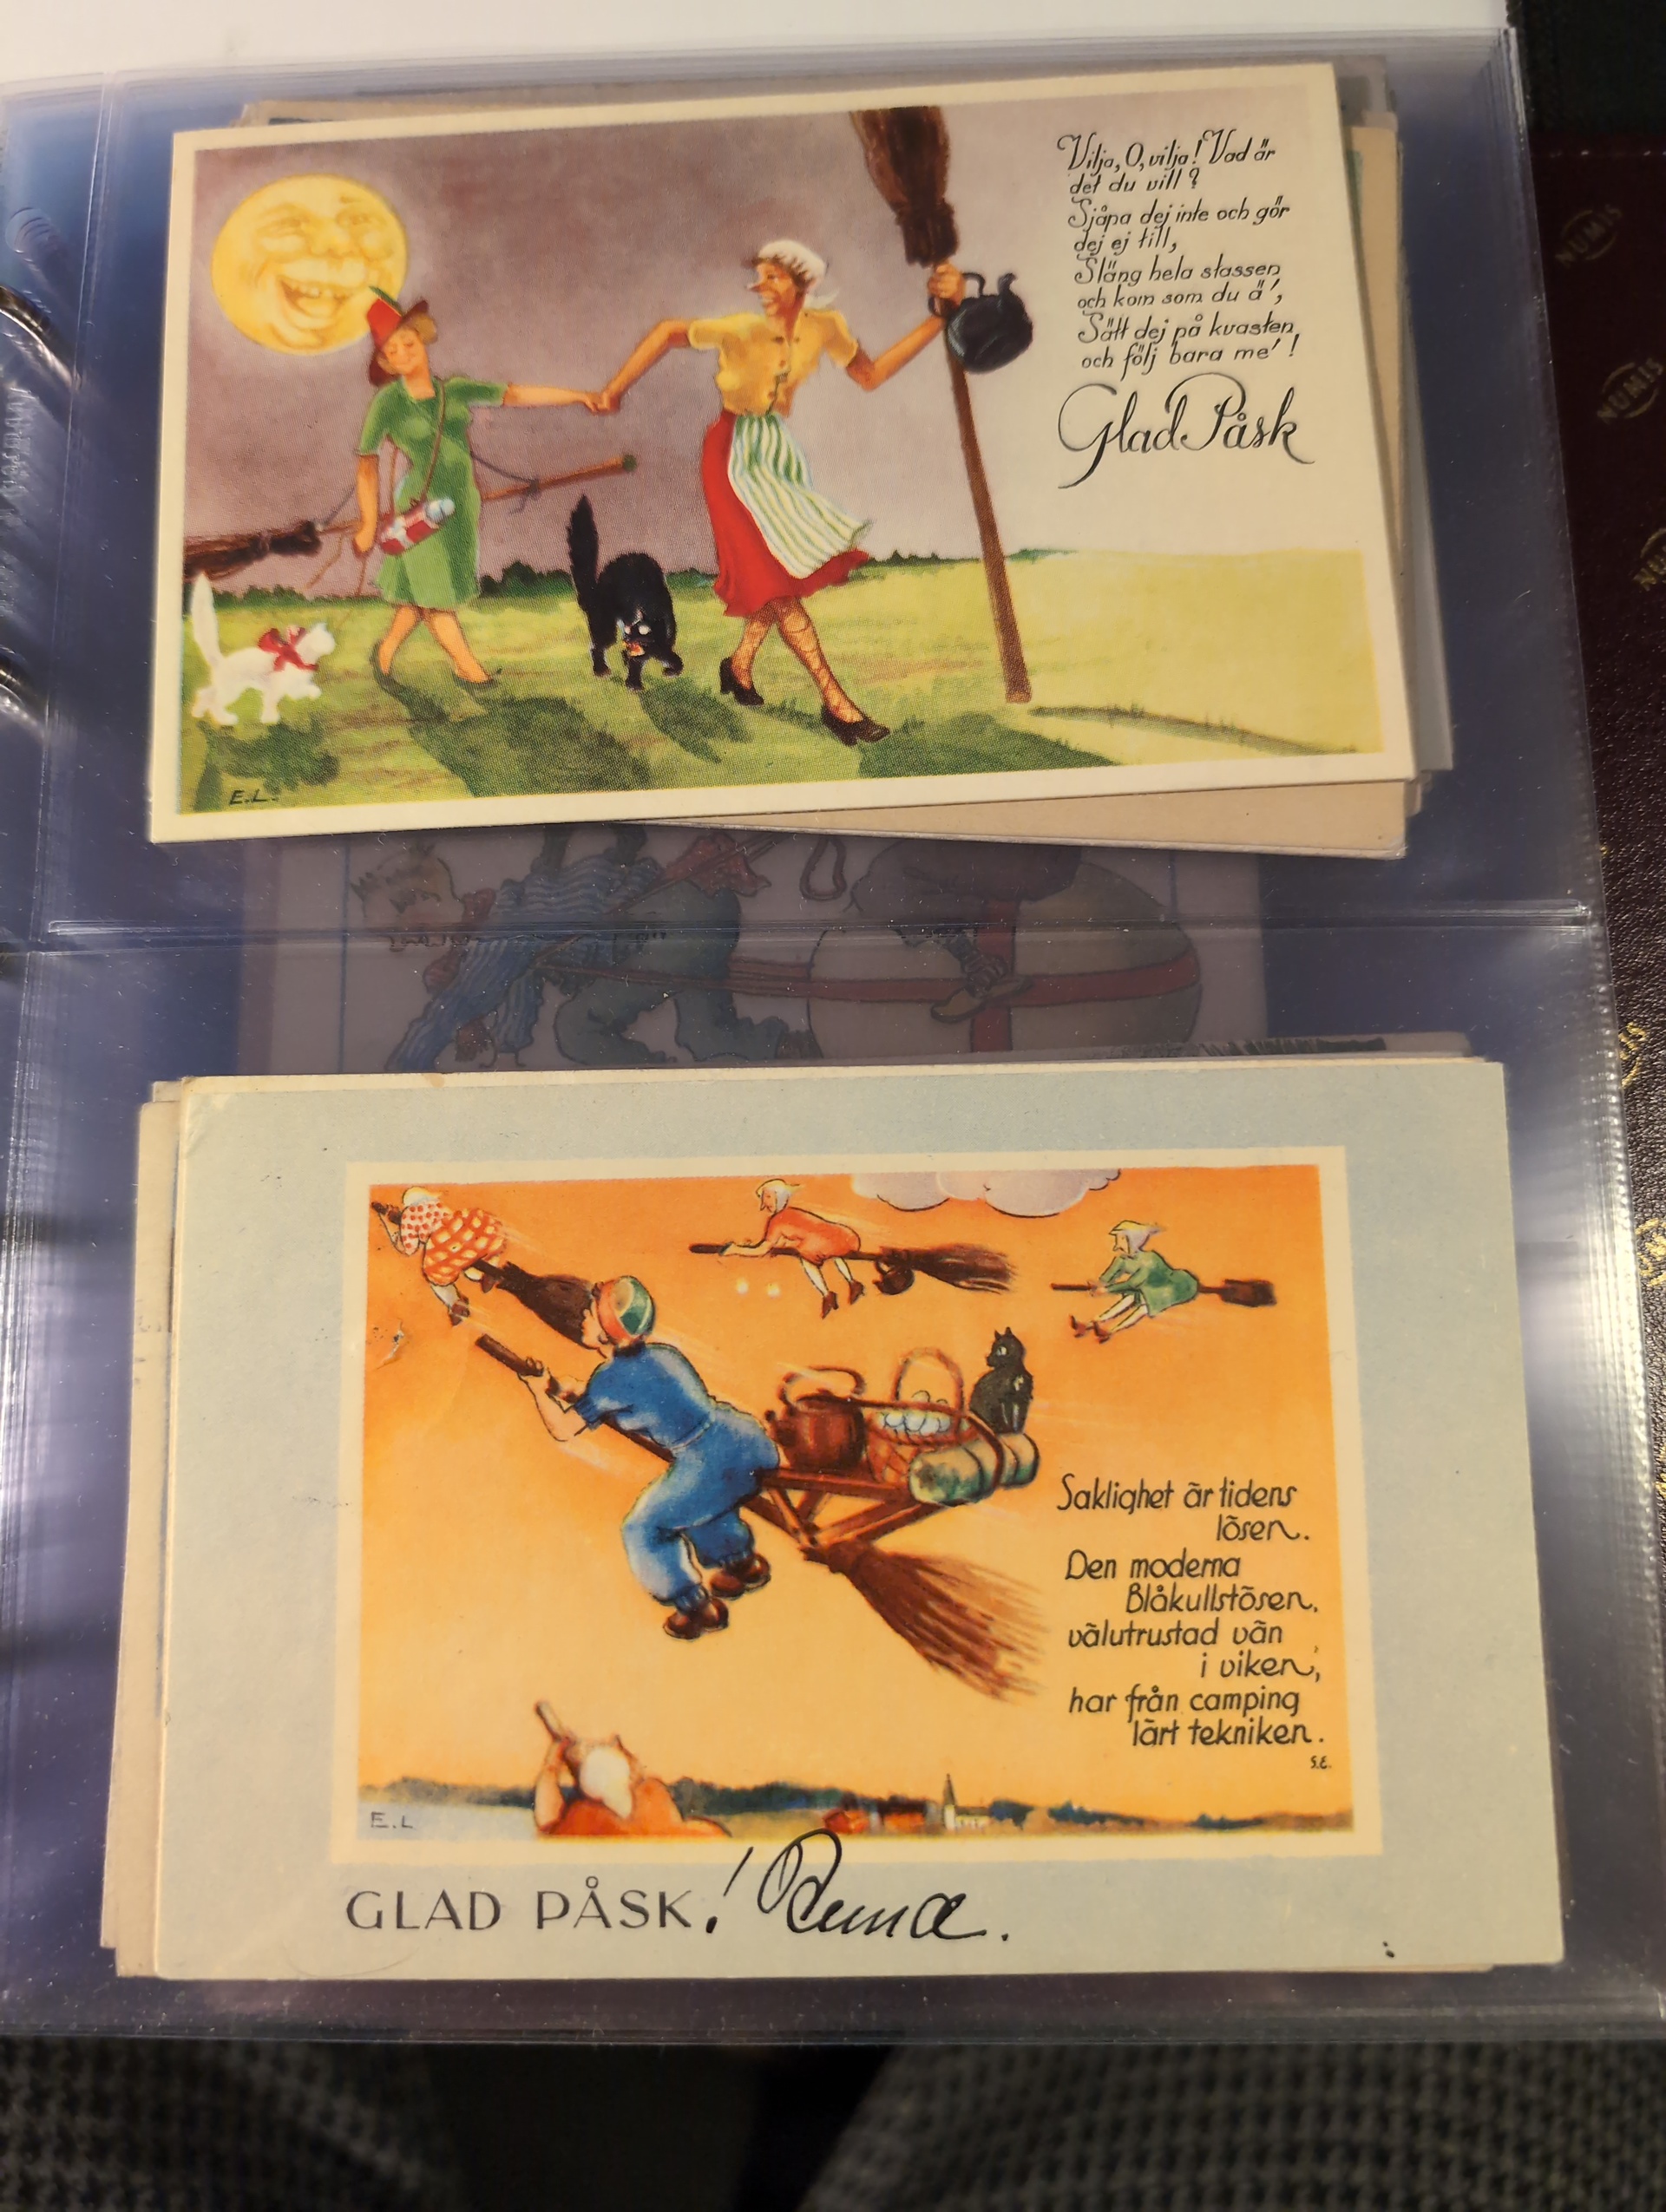 Vilja, O, vilja! Vad är
det du vill?
Sjåpa dej inte och gör
dej ej till,
Släng hela stassen
och kom som du ä',
Sätt dej på kvasten
och följ bara me'!
Glad Påsk
E.L.
Saklighet är tidens
lösen.
Den moderna
Blåkullstösen,
välutrustad vän
i viken,
har från camping
lärt tekniken.
S.E.
E.L
GLAD PÅSK!
NUMIS
NUMIS